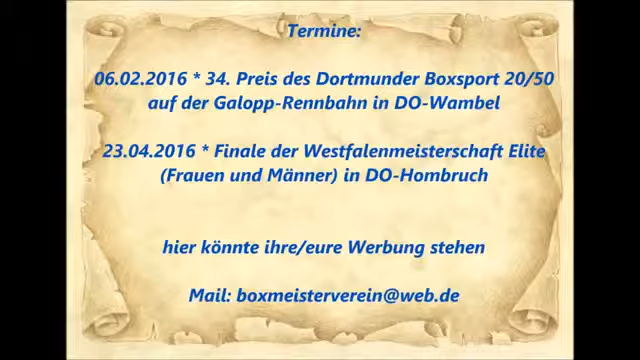 Termine:
06.02.2016 * 34. Preis des Dortmunder Boxsport 20/50
auf der Galopp-Rennbahn in DO-Wambel
23.04.2016 * Finale der Westfalenmeisterschaft Elite
(Frauen und Männer) in DO-Hombruch
hier könnte ihre/eure Werbung stehen
Mail: boxmeisterverein@web.de